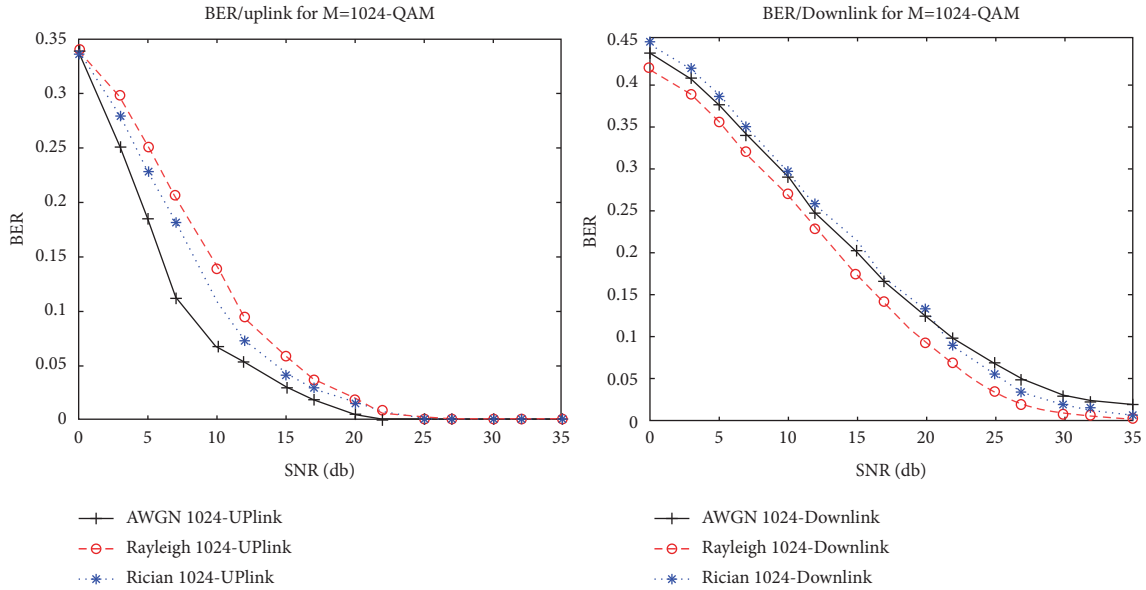 BER/uplink for M=1024-QAM
0.35
0.3
0.25
0.2
0.15
0.1
0.05
0
BER
0 5 10 15 20 25 30 35
SNR (db)
AWGN 1024-UPlink
Rayleigh 1024-UPlink
Rician 1024-UPlink
BER/Downlink for M=1024-QAM
0.45
0.4
0.35
0.3
0.25
0.2
0.15
0.1
0.05
0
BER
0 5 10 15 20 25 30 35
SNR (db)
AWGN 1024-Downlink
Rayleigh 1024-Downlink
Rician 1024-Downlink